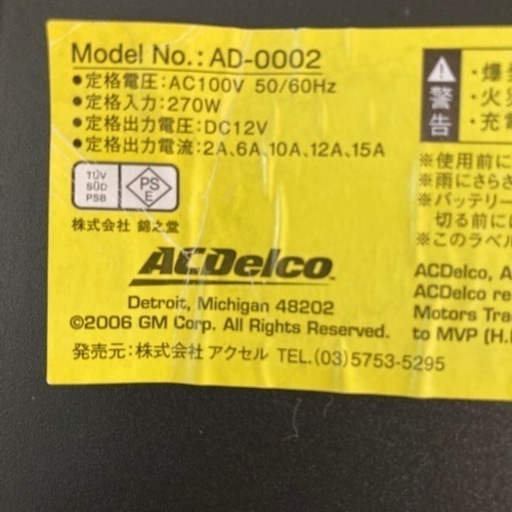 Model No.: AD-0002
●定格電圧:AC100V 50/60Hz
●定格入力:270W
●定格出力電圧:DC12V
●定格出力電流:2A、6A、10A、12A、15A
TÜV
SÜD
PSB
PS
E
株式会社 錦之堂
ACDelco
Detroit, Michigan 48202
©2006 GM Corp. All Rights Reserved.
発売元:株式会社 アクセル TEL.(03)5753-5295
警告
・爆
・火
・充電
※使用前に
※雨にさらさ
※バッテリー
切る前に
※このラベル
ACDelco, A
ACDelco re
Motors Tra
to MVP (H.